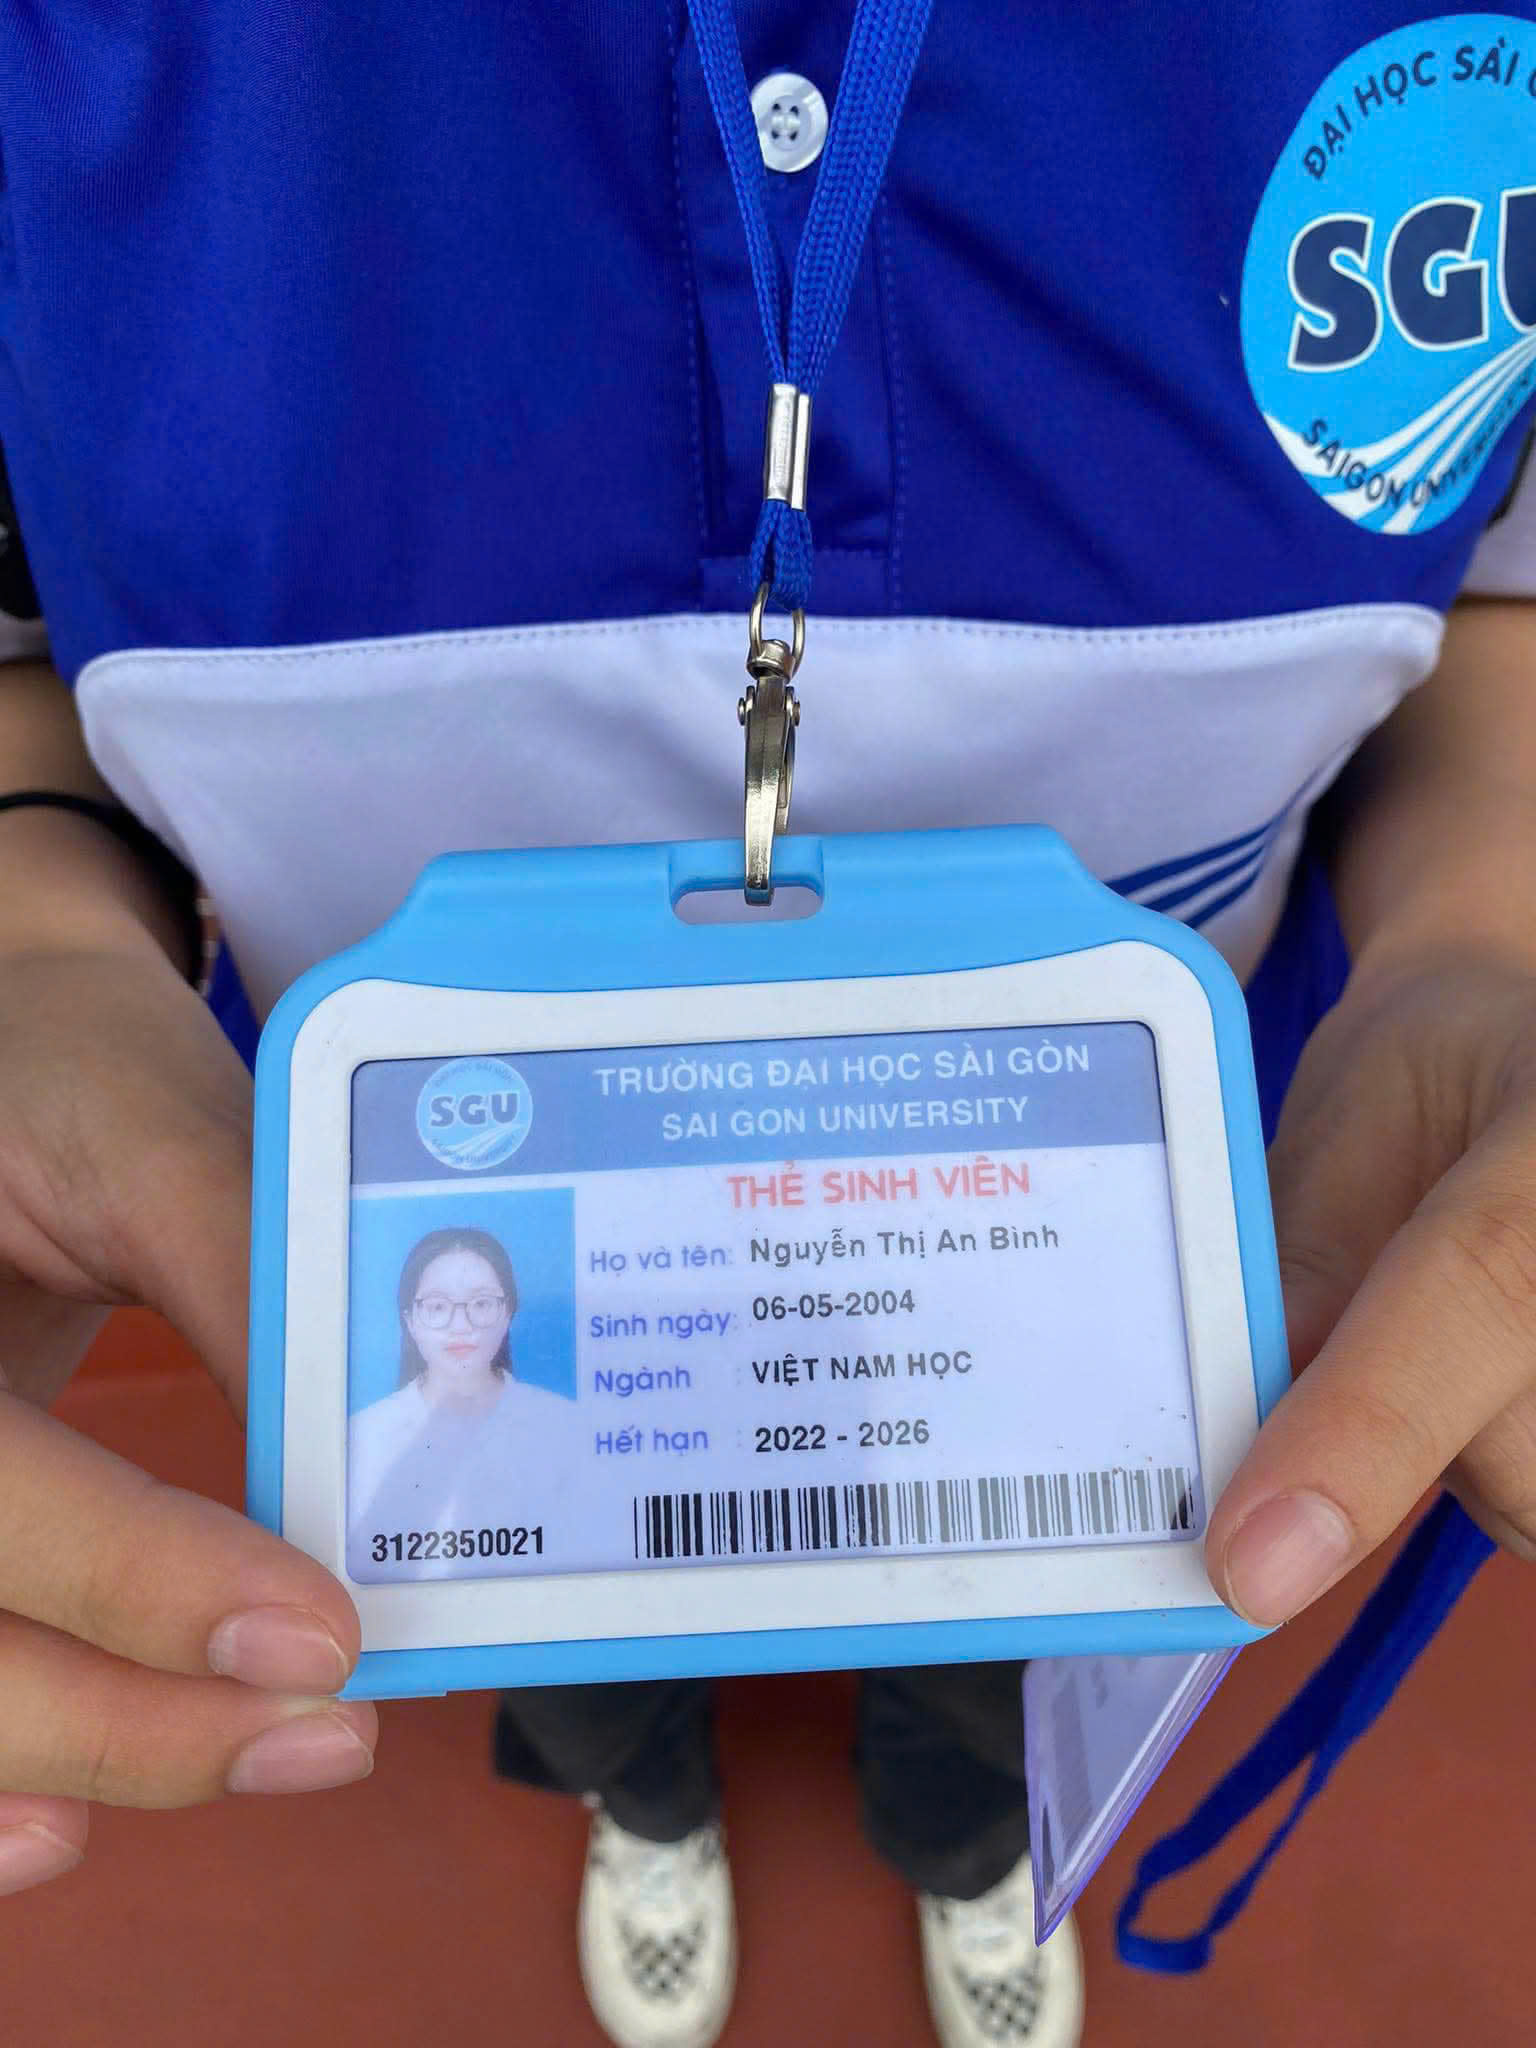 ĐẠI HỌC SÀI
SGU
SAIGON UNIVERSITY
SGU
TRƯỜNG ĐẠI HỌC SÀI GÒN
SAI GON UNIVERSITY
THẺ SINH VIÊN
Họ và tên: Nguyễn Thị An Bình
Sinh ngày: 06-05-2004
Ngành : VIỆT NAM HỌC
Hết hạn : 2022 - 2026
3122350021